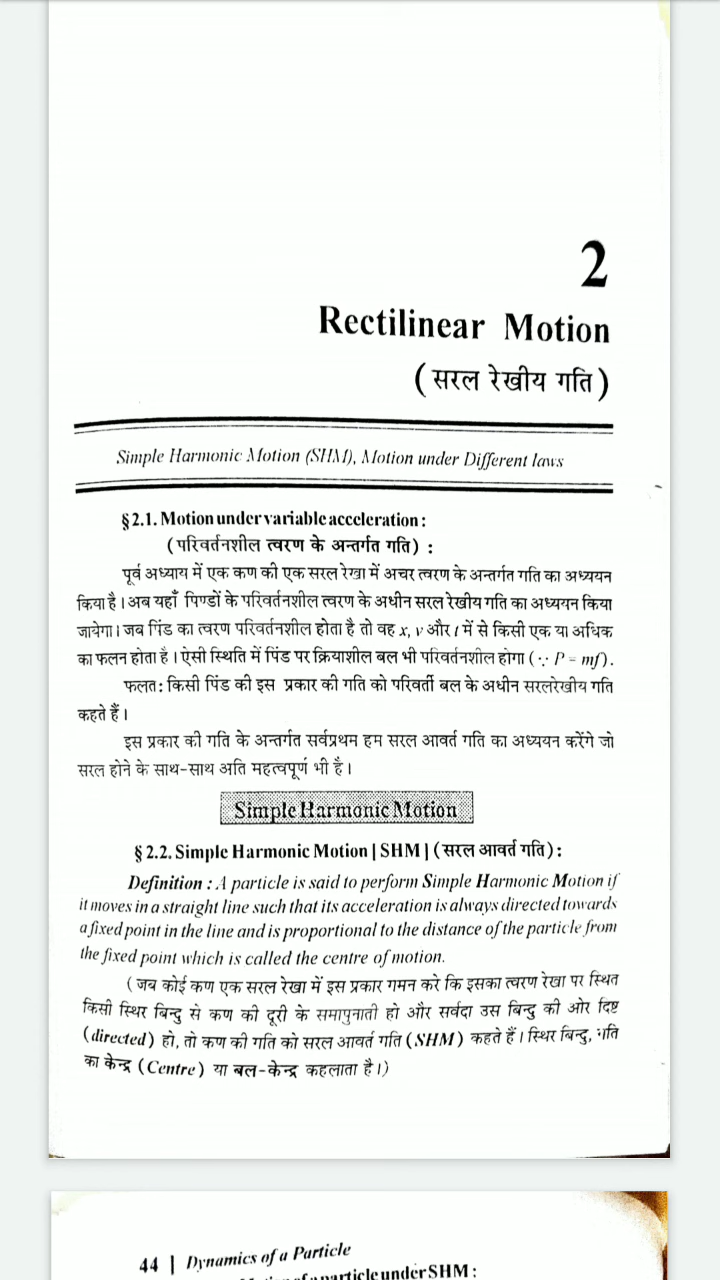 2
Rectilinear Motion
( सरल रेखीय गति )
Simple Harmonic Motion (SHM), Motion under Different laws
§ 2.1. Motion under variable acceleration :
( परिवर्तनशील त्वरण के अन्तर्गत गति ) :
पूर्व अध्याय में एक कण की एक सरल रेखा में अचर त्वरण के अन्तर्गत गति का अध्ययन
किया है । अब यहाँ पिण्डों के परिवर्तनशील त्वरण के अधीन सरल रेखीय गति का अध्ययन किया
जायेगा । जब पिंड का त्वरण परिवर्तनशील होता है तो वह x, v और t में से किसी एक या अधिक
का फलन होता है । ऐसी स्थिति में पिंड पर क्रियाशील बल भी परिवर्तनशील होगा ( ∵ P = mf ) .
फलत : किसी पिंड की इस प्रकार की गति को परिवर्ती बल के अधीन सरलरेखीय गति
कहते हैं ।
इस प्रकार की गति के अन्तर्गत सर्वप्रथम हम सरल आवर्त गति का अध्ययन करेंगे जो
सरल होने के साथ-साथ अति महत्वपूर्ण भी है ।
Simple Harmonic Motion
§ 2.2. Simple Harmonic Motion [ SHM ] ( सरल आवर्त गति ) :
Definition : A particle is said to perform Simple Harmonic Motion if
it moves in a straight line such that its acceleration is always directed towards
a fixed point in the line and is proportional to the distance of the particle from
the fixed point which is called the centre of motion.
( जब कोई कण एक सरल रेखा में इस प्रकार गमन करे कि इसका त्वरण रेखा पर स्थित
किसी स्थिर बिन्दु से कण की दूरी के समापुनाती हो और सर्वदा उस बिन्दु की ओर दिष्ट
(directed) हो, तो कण की गति को सरल आवर्त गति (SHM) कहते हैं । स्थिर बिन्दु, गति
का केन्द्र (Centre) या बल-केन्द्र कहलाता है ।)
44 | Dynamics of a Particle
of a particle under SHM :